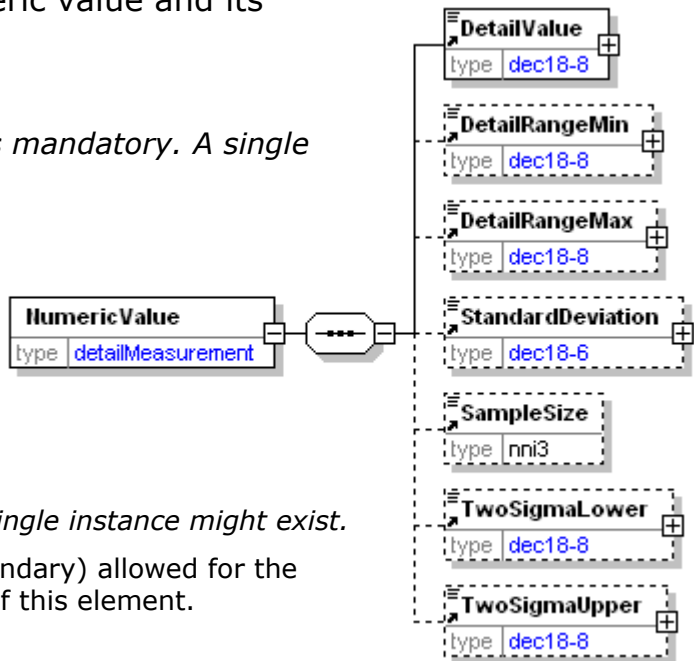 eric value and its
s mandatory. A single
ingle instance might exist.
ndary) allowed for the
f this element.
NumericValue
type detailMeasurement
DetailValue
type dec18-8
DetailRangeMin
type dec18-8
DetailRangeMax
type dec18-8
StandardDeviation
type dec18-6
SampleSize
type nni3
TwoSigmaLower
type dec18-8
TwoSigmaUpper
type dec18-8